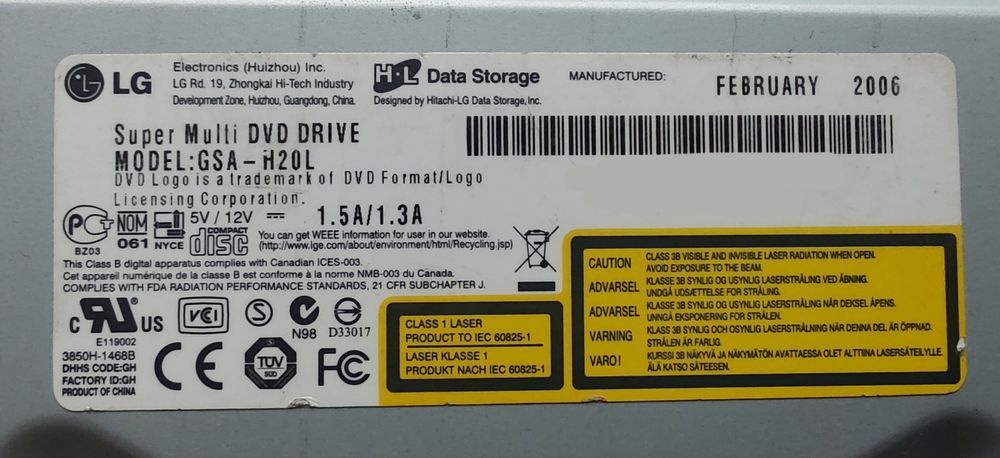 LG
Electronics (Huizhou) Inc.
LG Rd. 19, Zhongkai Hi-Tech Industry
Development Zone, Huizhou, Guangdong, China.
H·L Data Storage
Designed by Hitachi-LG Data Storage, Inc.
MANUFACTURED: FEBRUARY 2006
Super Multi DVD DRIVE
MODEL:GSA-H20L
DVD Logo is a trademark of DVD Format/Logo
Licensing Corporation.
PG BZ03
NOM 061
NYCE
5V / 12V 1.5A/1.3A
COMPACT disc
You can get WEEE information for user in our website.
(http://www.lge.com/about/environment/html/Recycling.jsp)
This Class B digital apparatus complies with Canadian ICES-003.
Cet appareil numérique de la classe B est conforme à la norme NMB-003 du Canada.
COMPLIES WITH FDA RADIATION PERFORMANCE STANDARDS, 21 CFR SUBCHAPTER J.
C RU US
E119002
VCI
S
N98
D33017
3850H-1468B
DHHS CODE:GH
FACTORY ID:GH
PRODUCT OF CHINA
CE
TÜV
SÜD
FC
CLASS 1 LASER
PRODUCT TO IEC 60825-1
LASER KLASSE 1
PRODUKT NACH IEC 60825-1
CAUTION CLASS 3B VISIBLE AND INVISIBLE LASER RADIATION WHEN OPEN.
AVOID EXPOSURE TO THE BEAM.
ADVARSEL KLASSE 3B SYNLIG OG USYNLIG LASERSTRÅLING VED ÅBNING.
UNDGÅ UDSÆTTELSE FOR STRÅLING.
ADVARSEL KLASSE 3B SYNLIG OG USYNLIG LASERSTRÅLING NÅR DEKSEL ÅPENS.
UNNGÅ EKSPONERING FOR STRÅLEN.
VARNING KLASS 3B SYNLIG OCH OSYNLIG LASERSTRÅLNING NÄR DENNA DEL ÄR ÖPPNAD.
STRÅLEN ÄR FARLIG.
VARO! KURSSI 3B NÄKYVÄ JA NÄKYMÄTÖN AVATTAESSA OLET ALTTIINA LASERSÄTEILYLLE.
ÄLÄ KATSO SÄTEESEN.